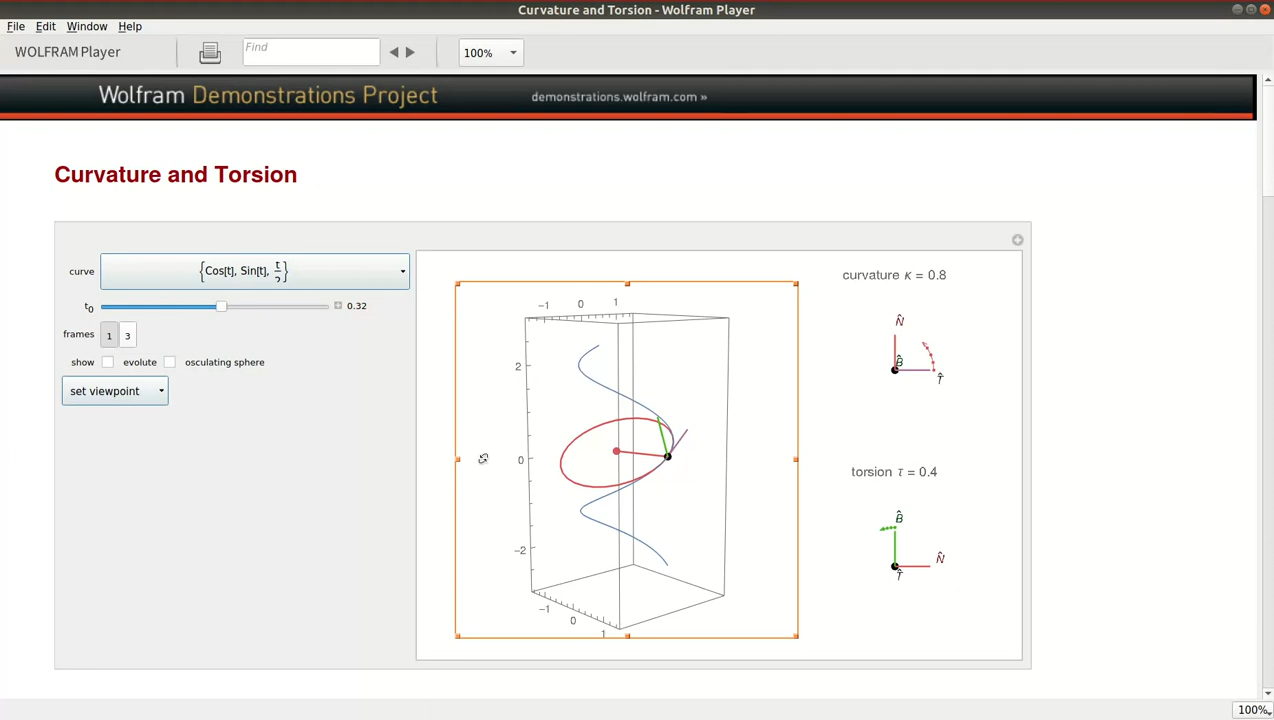 Curvature and Torsion - Wolfram Player
File Edit Window Help
WOLFRAM Player
Find
100%
Wolfram Demonstrations Project
demonstrations.wolfram.com »
Curvature and Torsion
curve {Cos[t], Sin[t], t/2}
t0 0.32
frames 1 3
show evolute osculating sphere
set viewpoint
−1 0 1
2
0
−2
−1
0
1
curvature κ = 0.8
N̂
B̂
T̂
torsion τ = 0.4
B̂
N̂
T̂
100%